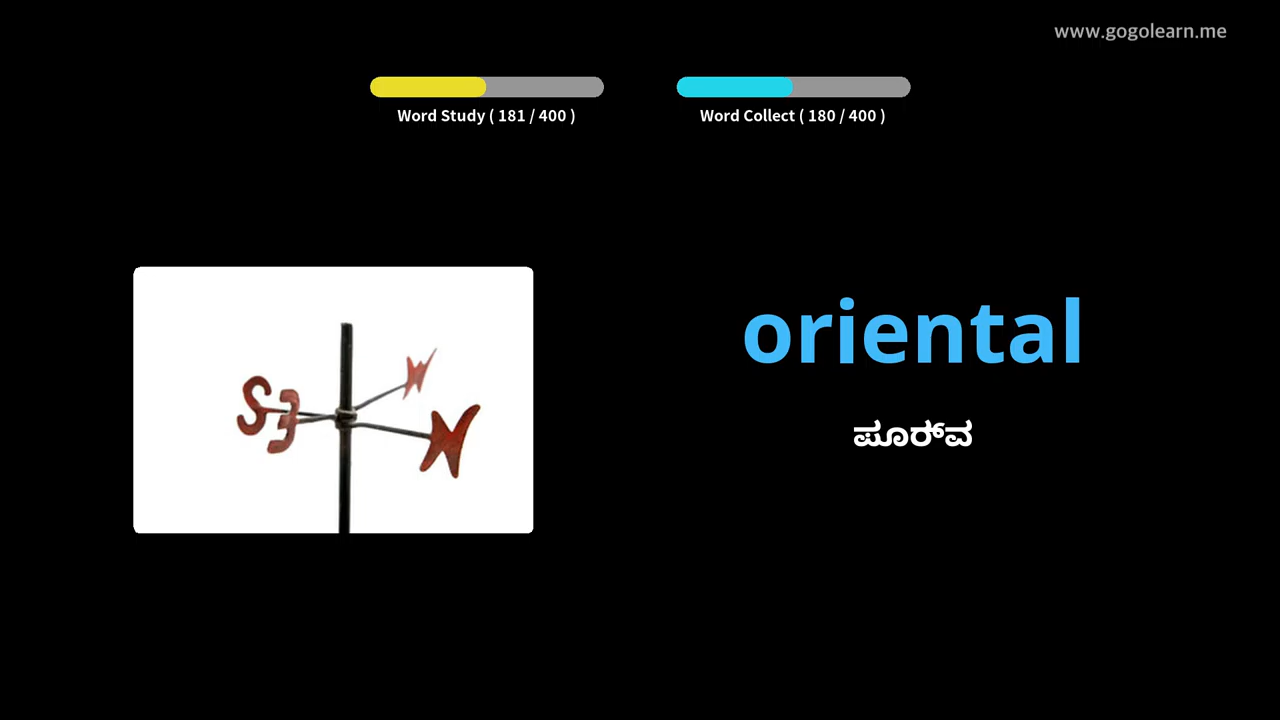 www.gogolearn.me
Word Study ( 181 / 400 )
Word Collect ( 180 / 400 )
oriental
ಪೂರ‍್ವ
S E N W